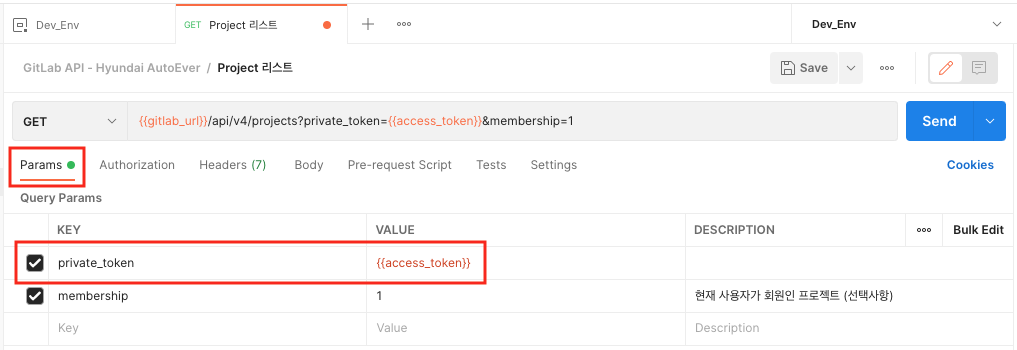 Dev_Env GET Project 리스트 Dev_Env
GitLab API - Hyundai AutoEver / Project 리스트 Save
GET {{gitlab_url}}/api/v4/projects?private_token={{access_token}}&membership=1 Send
Params Authorization Headers (7) Body Pre-request Script Tests Settings Cookies
Query Params
KEY VALUE DESCRIPTION Bulk Edit
private_token {{access_token}}
membership 1 현재 사용자가 회원인 프로젝트 (선택사항)
Key Value Description